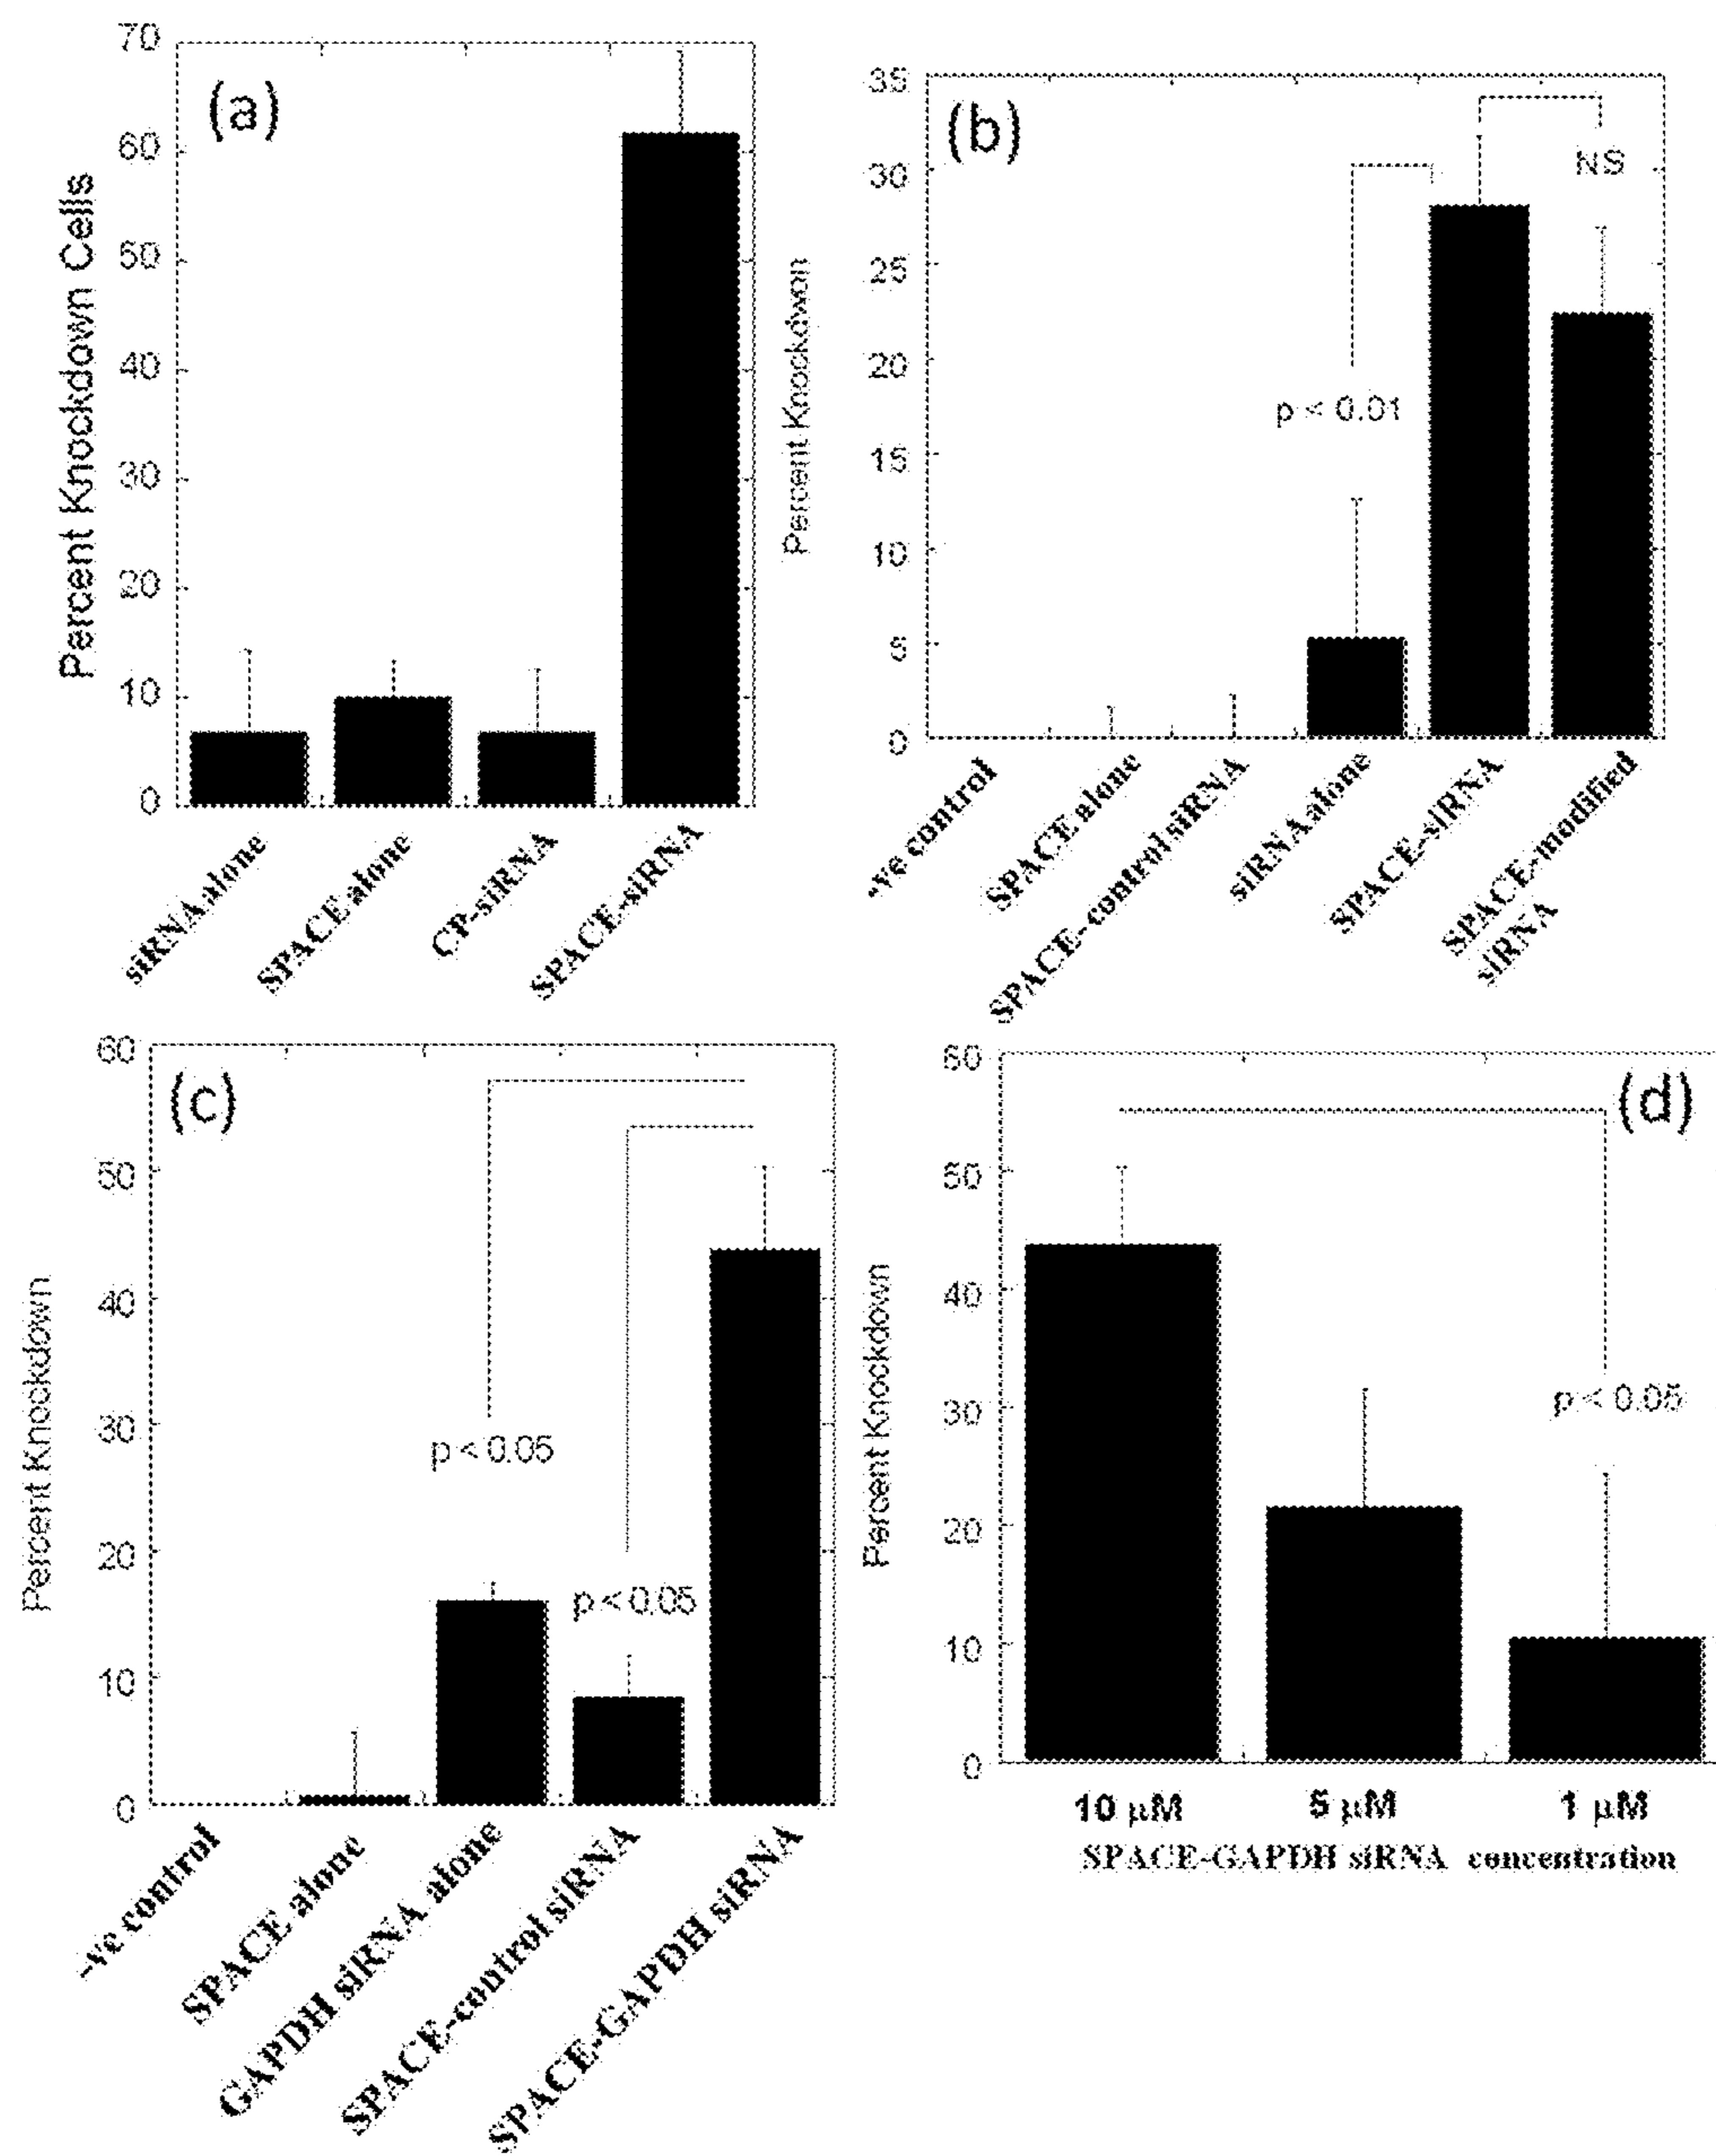 (a)
Percent Knockdown Cells
70
60
50
40
30
20
10
0
siRNA alone
SPACE alone
CP-siRNA
SPACE-siRNA
(b)
Percent Knockdown
35
30
25
20
15
10
5
0
NS
p < 0.01
-ve control
SPACE alone
SPACE-control siRNA
siRNA alone
SPACE-siRNA
SPACE-modified
siRNA
(c)
Percent Knockdown
60
50
40
30
20
10
0
p < 0.05
p < 0.05
-ve control
SPACE alone
GAPDH siRNA alone
SPACE-control siRNA
SPACE-GAPDH siRNA
(d)
Percent Knockdown
60
50
40
30
20
10
0
p < 0.05
10 µM
5 µM
1 µM
SPACE-GAPDH siRNA concentration